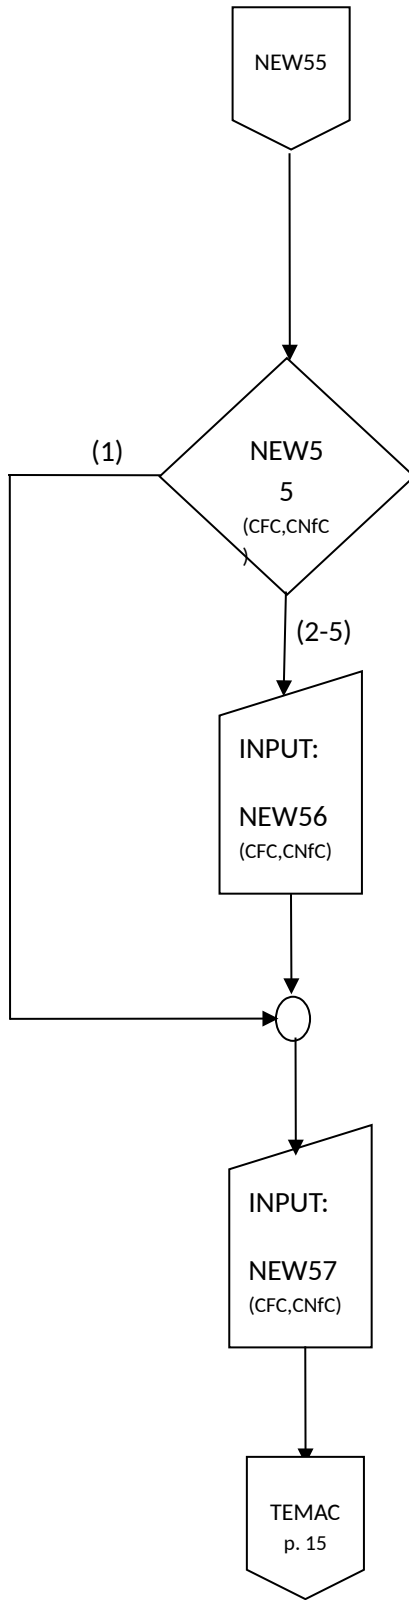 NEW55
(1)
NEW5
5
(CFC,CNfC
)
(2-5)
INPUT:
NEW56
(CFC,CNfC)
INPUT:
NEW57
(CFC,CNfC)
TEMAC
p. 15